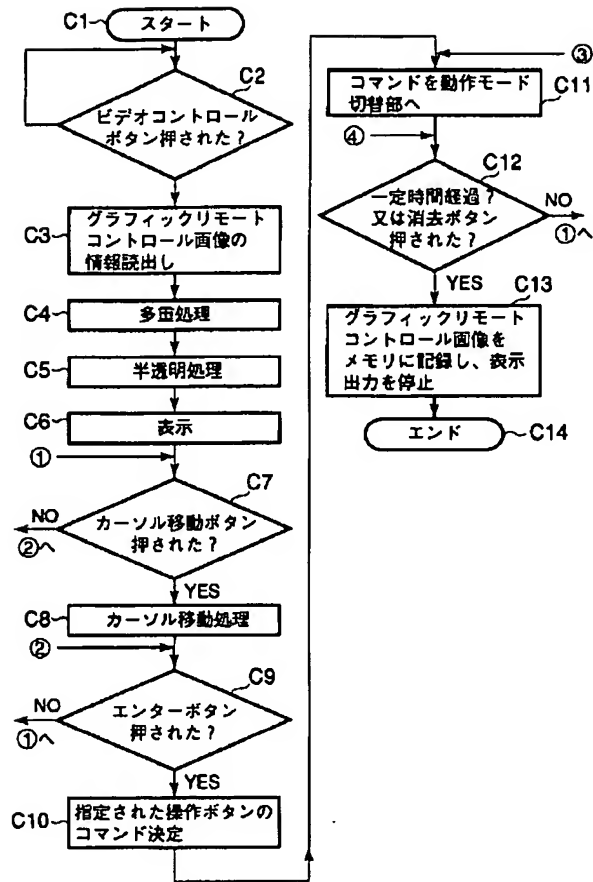 C1
スタート
C2
ビデオコントロール
ボタン押された？
C3
グラフィックリモート
コントロール画像の
情報読出し
C4
多重処理
C5
半透明処理
C6
表示
①
C7
NO
②へ
カーソル移動ボタン
押された？
YES
C8
カーソル移動処理
②
C9
NO
①へ
エンターボタン
押された？
YES
C10
指定された操作ボタンの
コマンド決定
③
コマンドを動作モード
切替部へ
C11
④
C12
一定時間経過？
又は消去ボタン
押された？
NO
①へ
YES
C13
グラフィックリモート
コントロール画像を
メモリに記録し、表示
出力を停止
エンド
C14